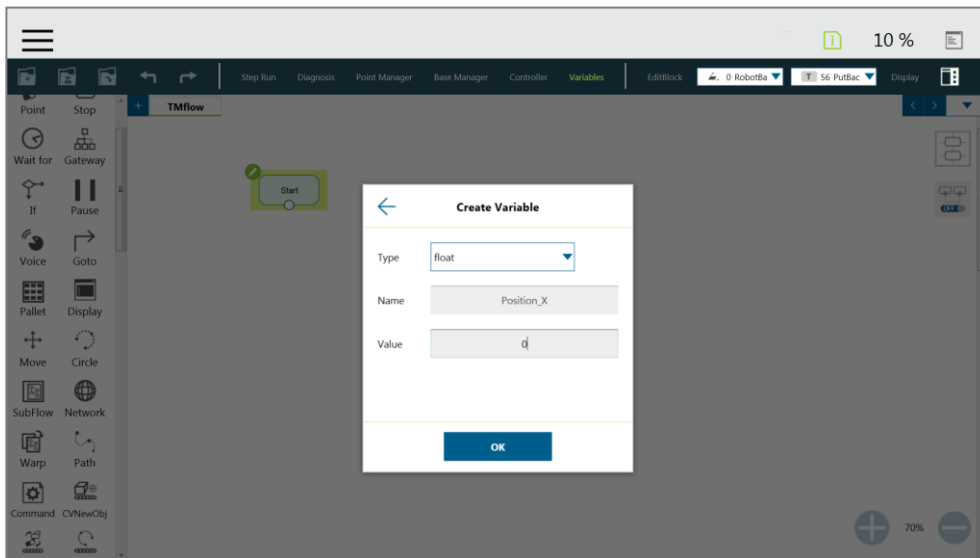 10 %
Step Run Diagnosis Point Manager Base Manager Controller Variables EditBlock 0 RobotBa T 56 PutBac Display
Point Stop
+ TMflow
Wait for Gateway
Start
If Pause
Create Variable
Voice Goto
Type float
Pallet Display
Name Position_X
Value 0
Move Circle
SubFlow Network
OK
Warp Path
Command CVNewObj
OFF
70%